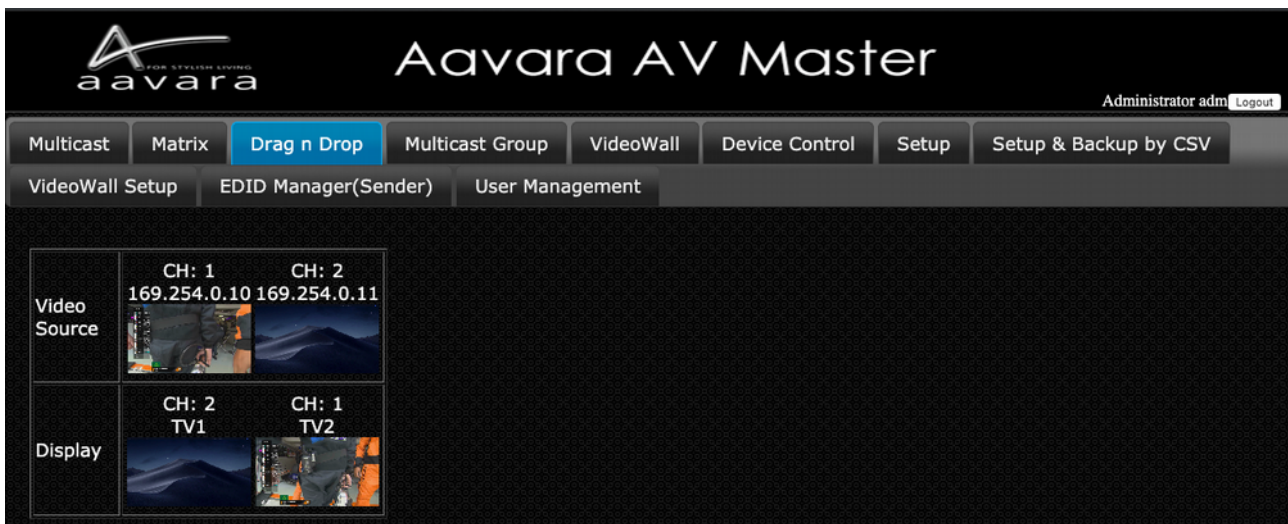 FOR STYLISH LIVING
aavara
Aavara AV Master
Administrator adm Logout
Multicast Matrix Drag n Drop Multicast Group VideoWall Device Control Setup Setup & Backup by CSV
VideoWall Setup EDID Manager(Sender) User Management
CH: 1 CH: 2
169.254.0.10 169.254.0.11
Video
Source
CH: 2 CH: 1
TV1 TV2
Display